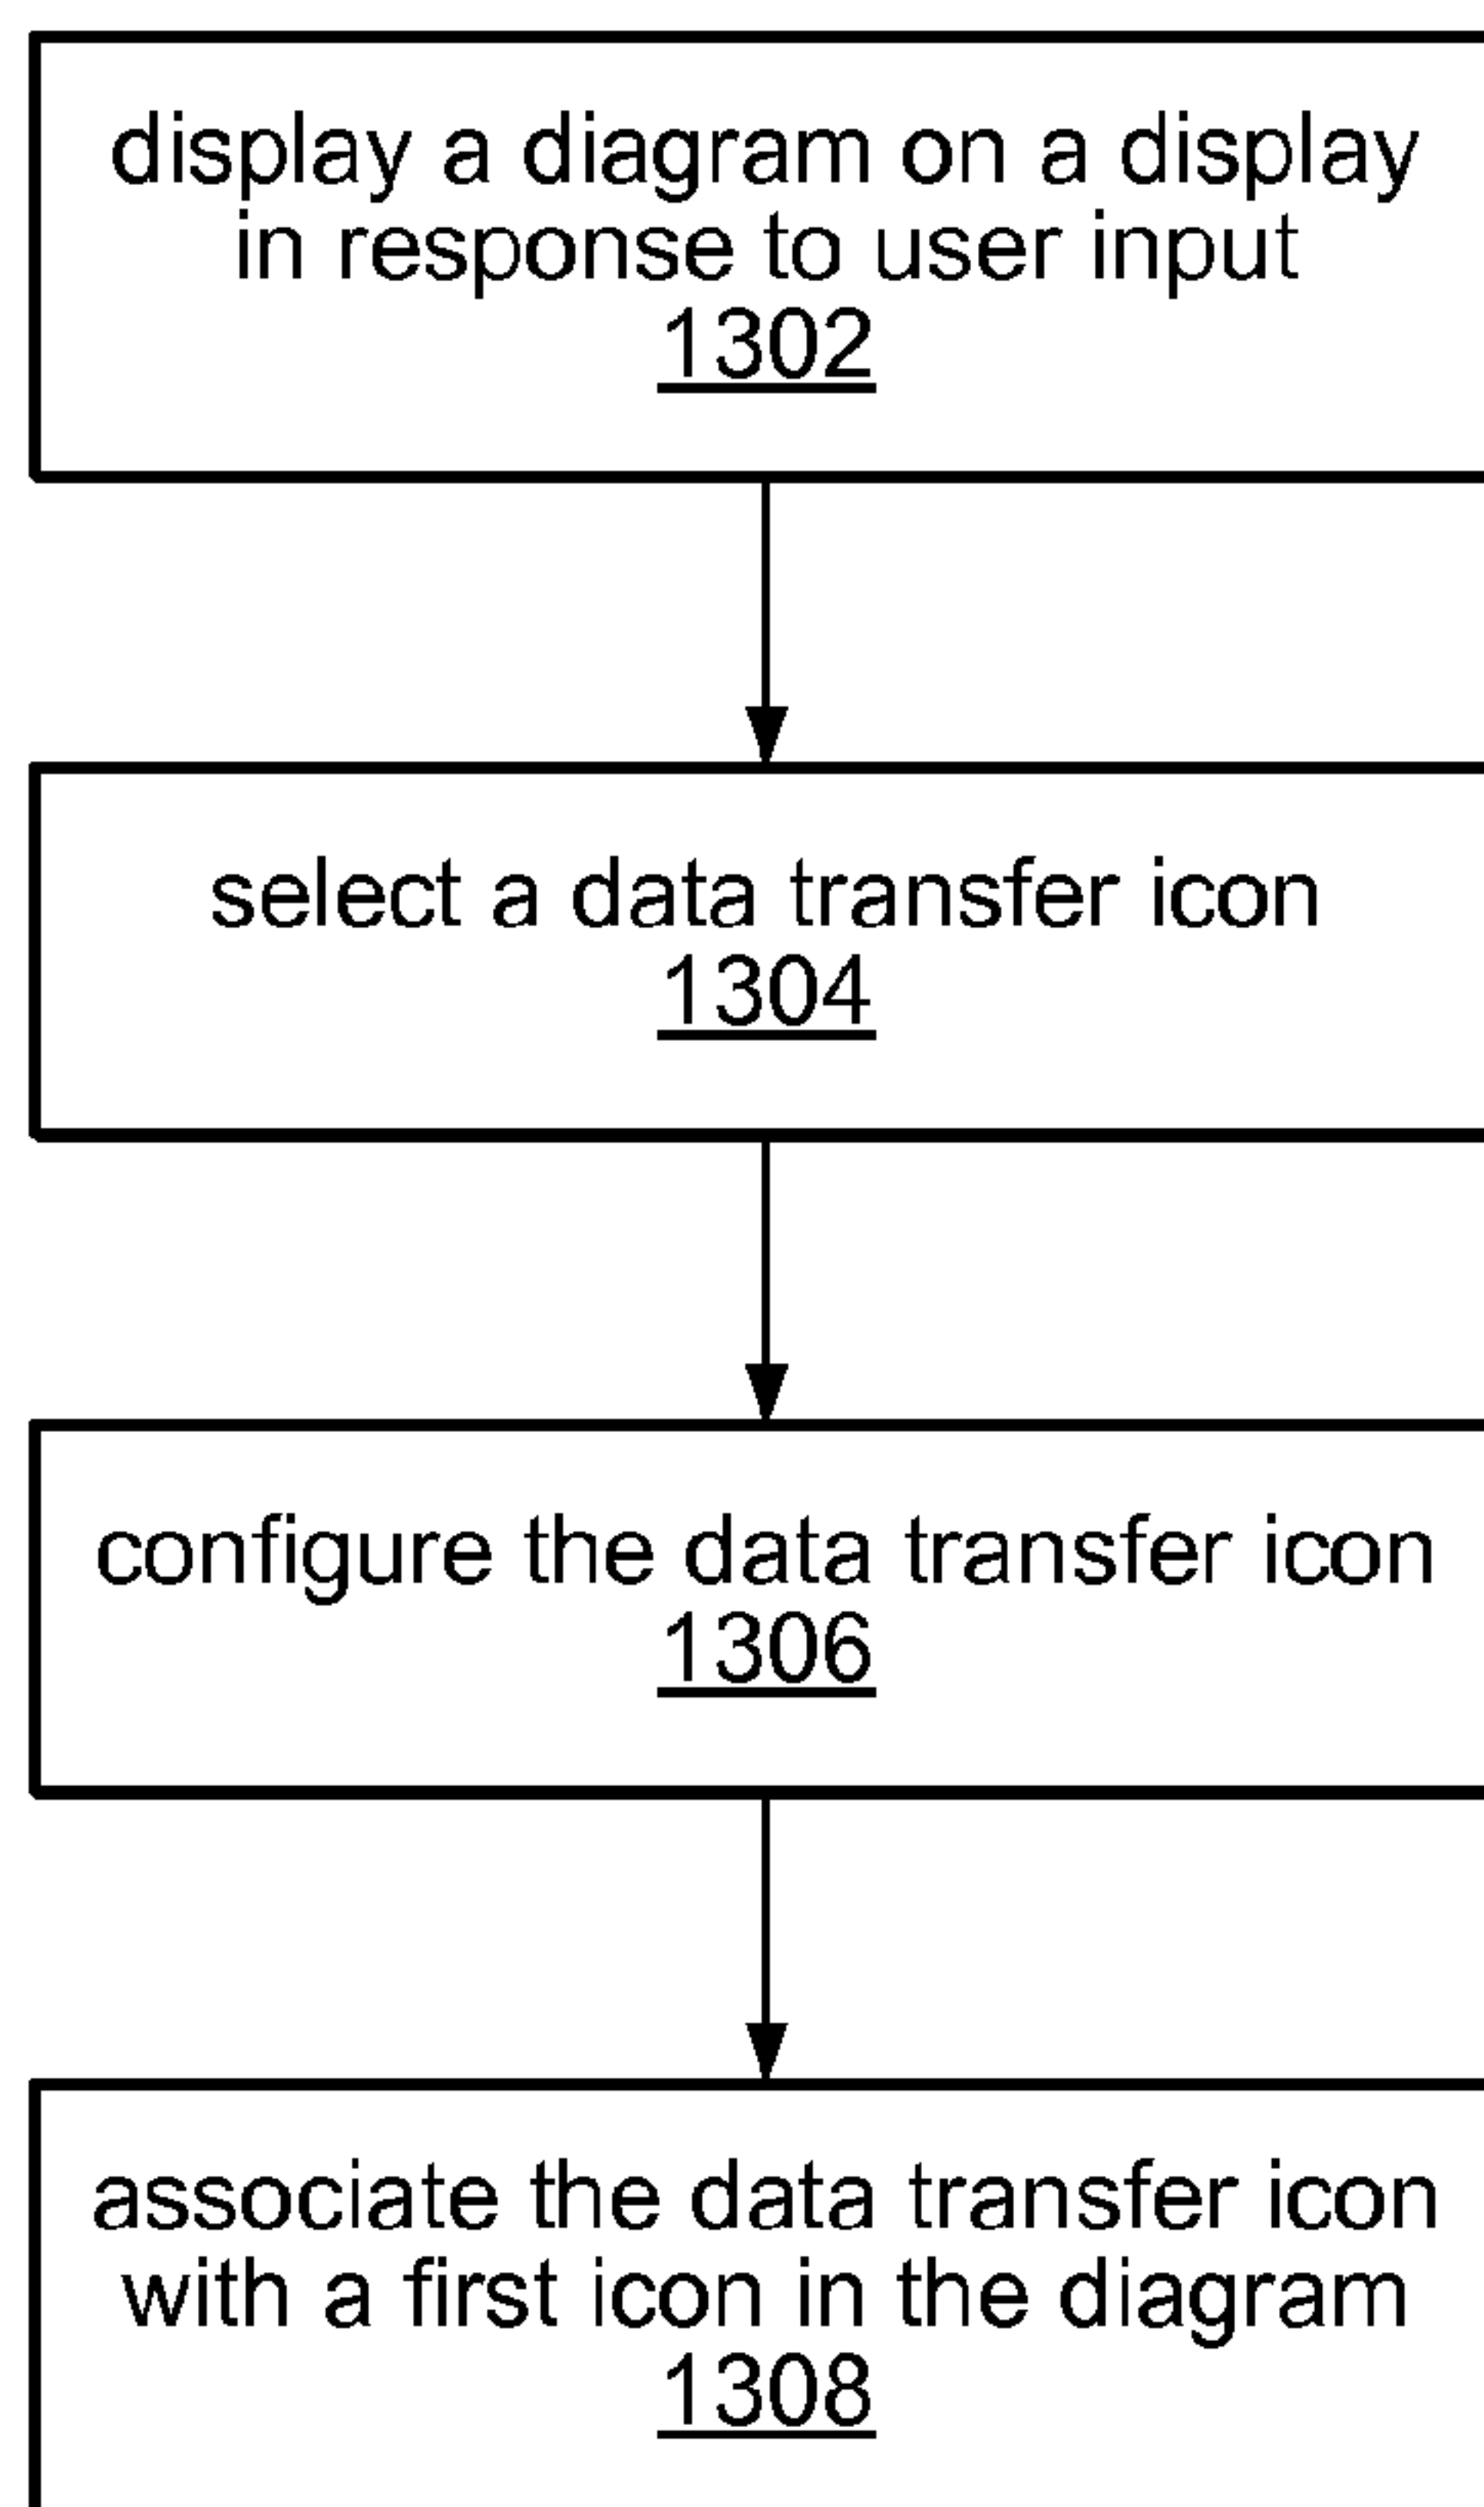 display a diagram on a display
in response to user input
1302
select a data transfer icon
1304
configure the data transfer icon
1306
associate the data transfer icon
with a first icon in the diagram
1308